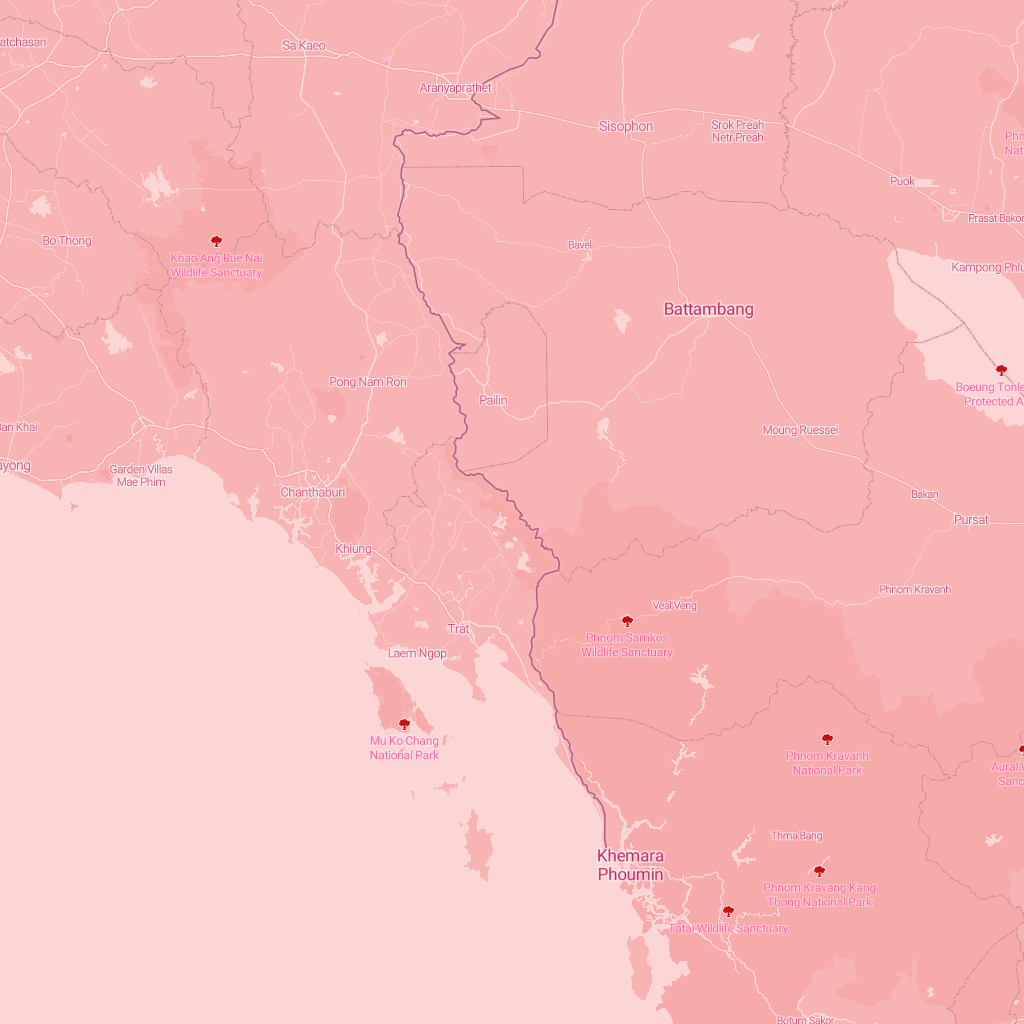 atchasan
Sa Kaeo
Aranyaprathet
Sisophon
Srok Preah
Netr Preah
Phn
Nat
Puok
Prasat Bakon
Bo Thong
Khao Ang Rue Nai
Wildlife Sanctuary
Bavel
Kampong Phlu
Battambang
Boeung Tonle
Protected A
Pong Nam Ron
Pailin
Ban Khai
Moung Ruessei
ayong
Garden Villas
Mae Phim
Chanthaburi
Bakan
Pursat
Khlung
Phnom Kravanh
Veal Veng
Trat
Phnom Samkos
Wildlife Sanctuary
Laem Ngop
Mu Ko Chang
National Park
Phnom Kravanh
National Park
Aural W
Sanc
Thma Bang
Khemara
Phoumin
Phnom Kravang Kang
Tbong National Park
Tatai Wildlife Sanctuary
Botum Sakor